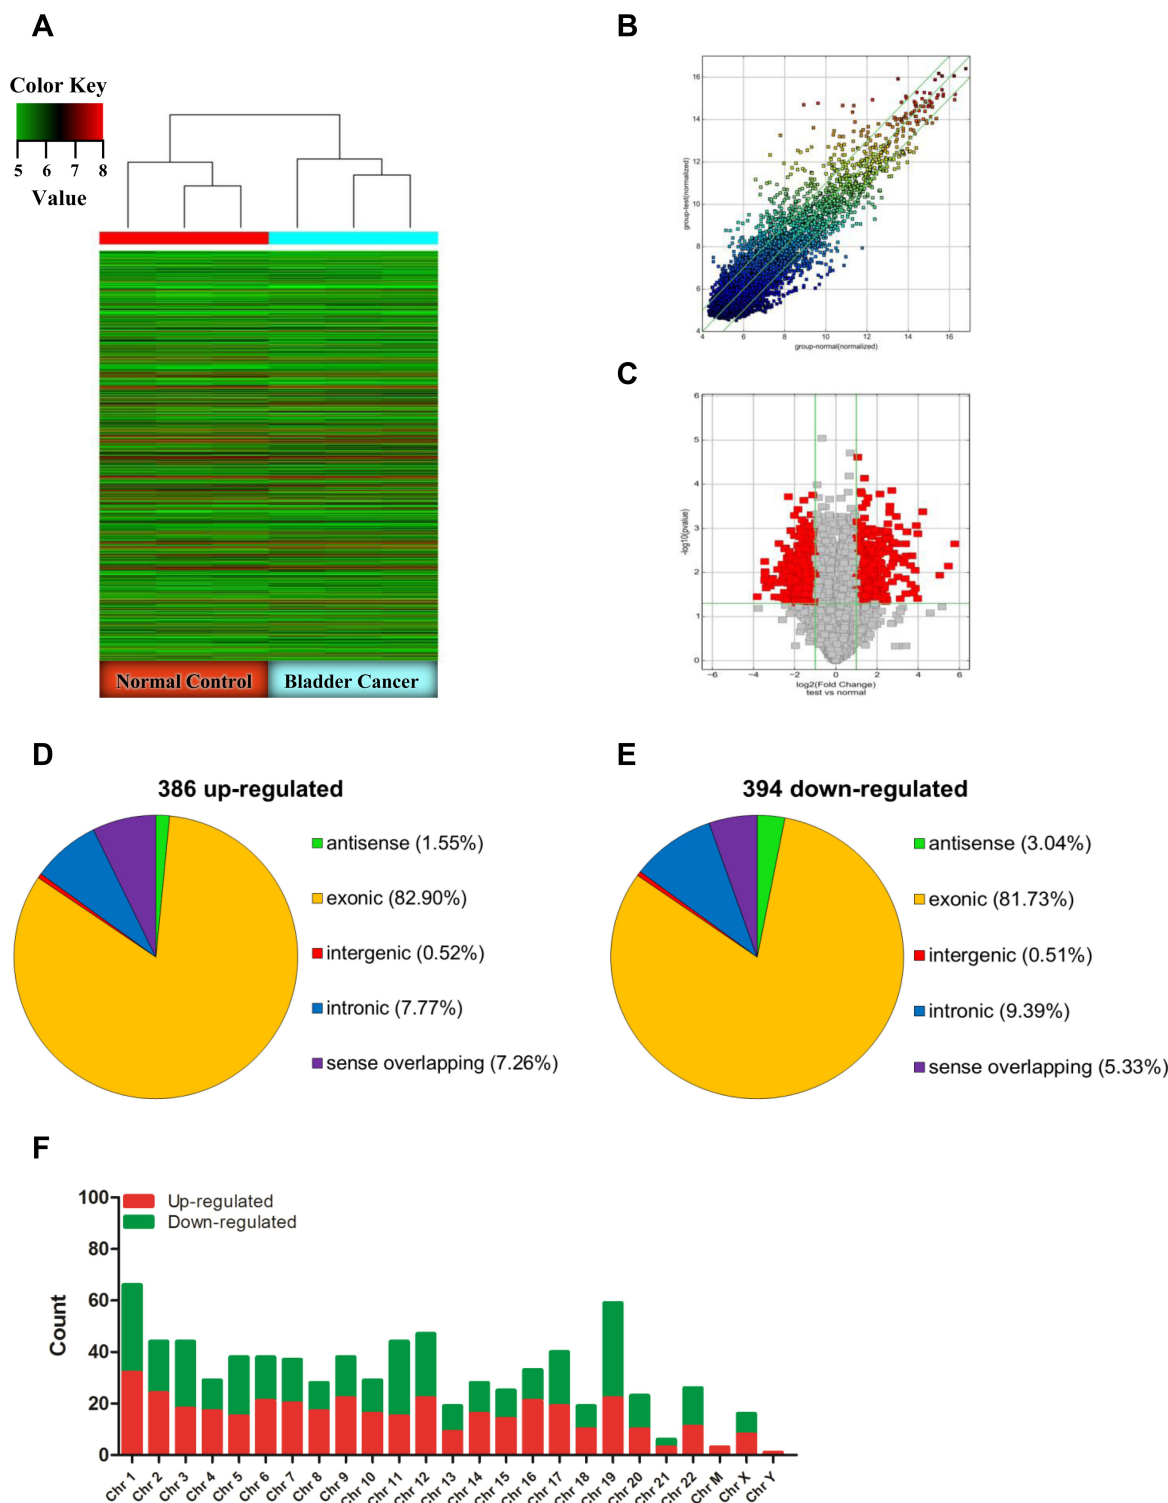 A
Color Key
5 6 7 8
Value
Normal Control
Bladder Cancer
B
16
14
12
10
8
6
4
4 6 8 10 12 14 16
group-test(normalized)
group-normal(normalized)
C
6
5
4
3
2
1
0
−6 −4 −2 0 2 4 6
-log10(pvalue)
log2(Fold Change)
test vs normal
D
386 up-regulated
antisense (1.55%)
exonic (82.90%)
intergenic (0.52%)
intronic (7.77%)
sense overlapping (7.26%)
E
394 down-regulated
antisense (3.04%)
exonic (81.73%)
intergenic (0.51%)
intronic (9.39%)
sense overlapping (5.33%)
F
Up-regulated
Down-regulated
100
80
60
40
20
0
Count
Chr 1
Chr 2
Chr 3
Chr 4
Chr 5
Chr 6
Chr 7
Chr 8
Chr 9
Chr 10
Chr 11
Chr 12
Chr 13
Chr 14
Chr 15
Chr 16
Chr 17
Chr 18
Chr 19
Chr 20
Chr 21
Chr 22
Chr M
Chr X
Chr Y